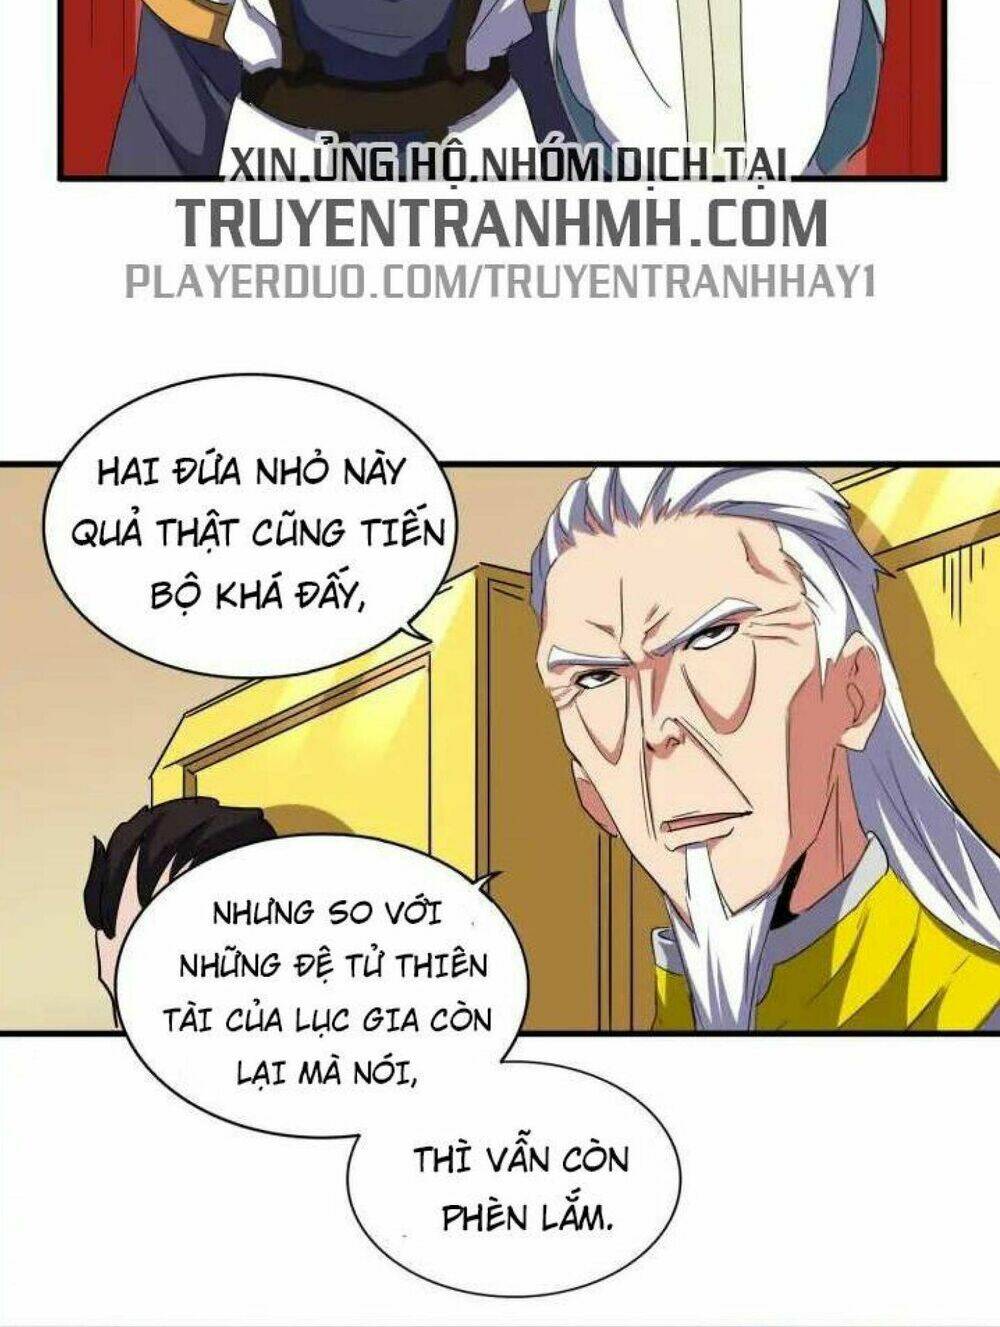 XIN ỦNG HỘ NHÓM DỊCH TẠI
TRUYENTRANHMH.COM
PLAYERDUO.COM/TRUYENTRANHHAY1
HAI ĐỨA NHỎ NÀY
QUẢ THẬT CŨNG TIẾN
BỘ KHÁ ĐẤY,
NHƯNG SO VỚI
NHỮNG ĐỆ TỬ THIÊN
TÀI CỦA LỤC GIA CÒN
LẠI MÀ NÓI,
THÌ VẪN CÒN
PHÈN LẮM.